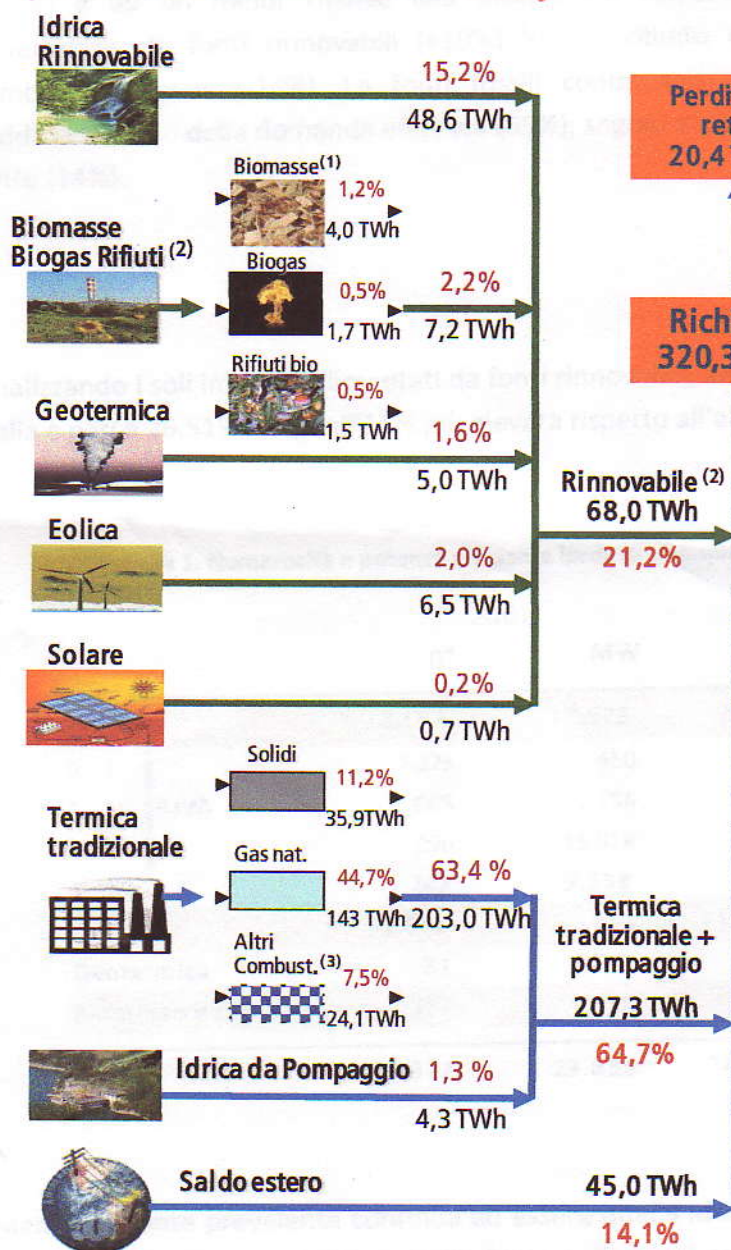 Idrica
Rinnovabile
15,2%
48,6 TWh
Perdi
ret
20,4
Biomasse(1)
1,2%
4,0 TWh
Biomasse
Biogas Rifiuti (2)
Biogas
0,5%
1,7 TWh
2,2%
7,2 TWh
Rich
320,3
Rifiuti bio
0,5%
1,5 TWh
Geotermica
1,6%
5,0 TWh
Rinnovabile (2)
68,0 TWh
21,2%
Eolica
2,0%
6,5 TWh
Solare
0,2%
0,7 TWh
Solidi
11,2%
35,9TWh
Termica
tradizionale
Gas nat.
44,7%
143 TWh
63,4 %
203,0 TWh
Altri
Combust.(3)
7,5%
24,1TWh
Termica
tradizionale +
pompaggio
207,3 TWh
64,7%
Idrica da Pompaggio
1,3 %
4,3 TWh
Saldo estero
45,0 TWh
14,1%